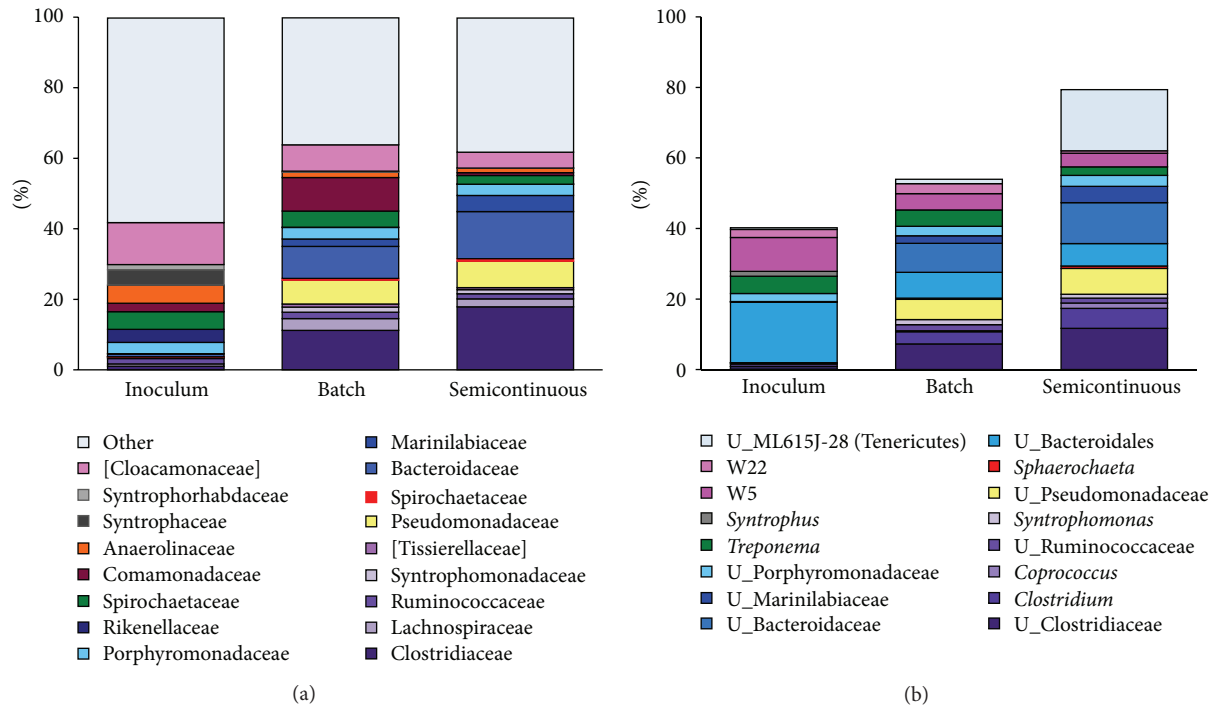 100
80
60
40
20
0
(%)
Inoculum
Batch
Semicontinuous
Other
[Cloacamonaceae]
Syntrophorhabdaceae
Syntrophaceae
Anaerolinaceae
Comamonadaceae
Spirochaetaceae
Rikenellaceae
Porphyromonadaceae
Marinilabiaceae
Bacteroidaceae
Spirochaetaceae
Pseudomonadaceae
[Tissierellaceae]
Syntrophomonadaceae
Ruminococcaceae
Lachnospiraceae
Clostridiaceae
(a)
100
80
60
40
20
0
(%)
Inoculum
Batch
Semicontinuous
U_ML615J-28 (Tenericutes)
W22
W5
Syntrophus
Treponema
U_Porphyromonadaceae
U_Marinilabiaceae
U_Bacteroidaceae
U_Bacteroidales
Sphaerochaeta
U_Pseudomonadaceae
Syntrophomonas
U_Ruminococcaceae
Coprococcus
Clostridium
U_Clostridiaceae
(b)